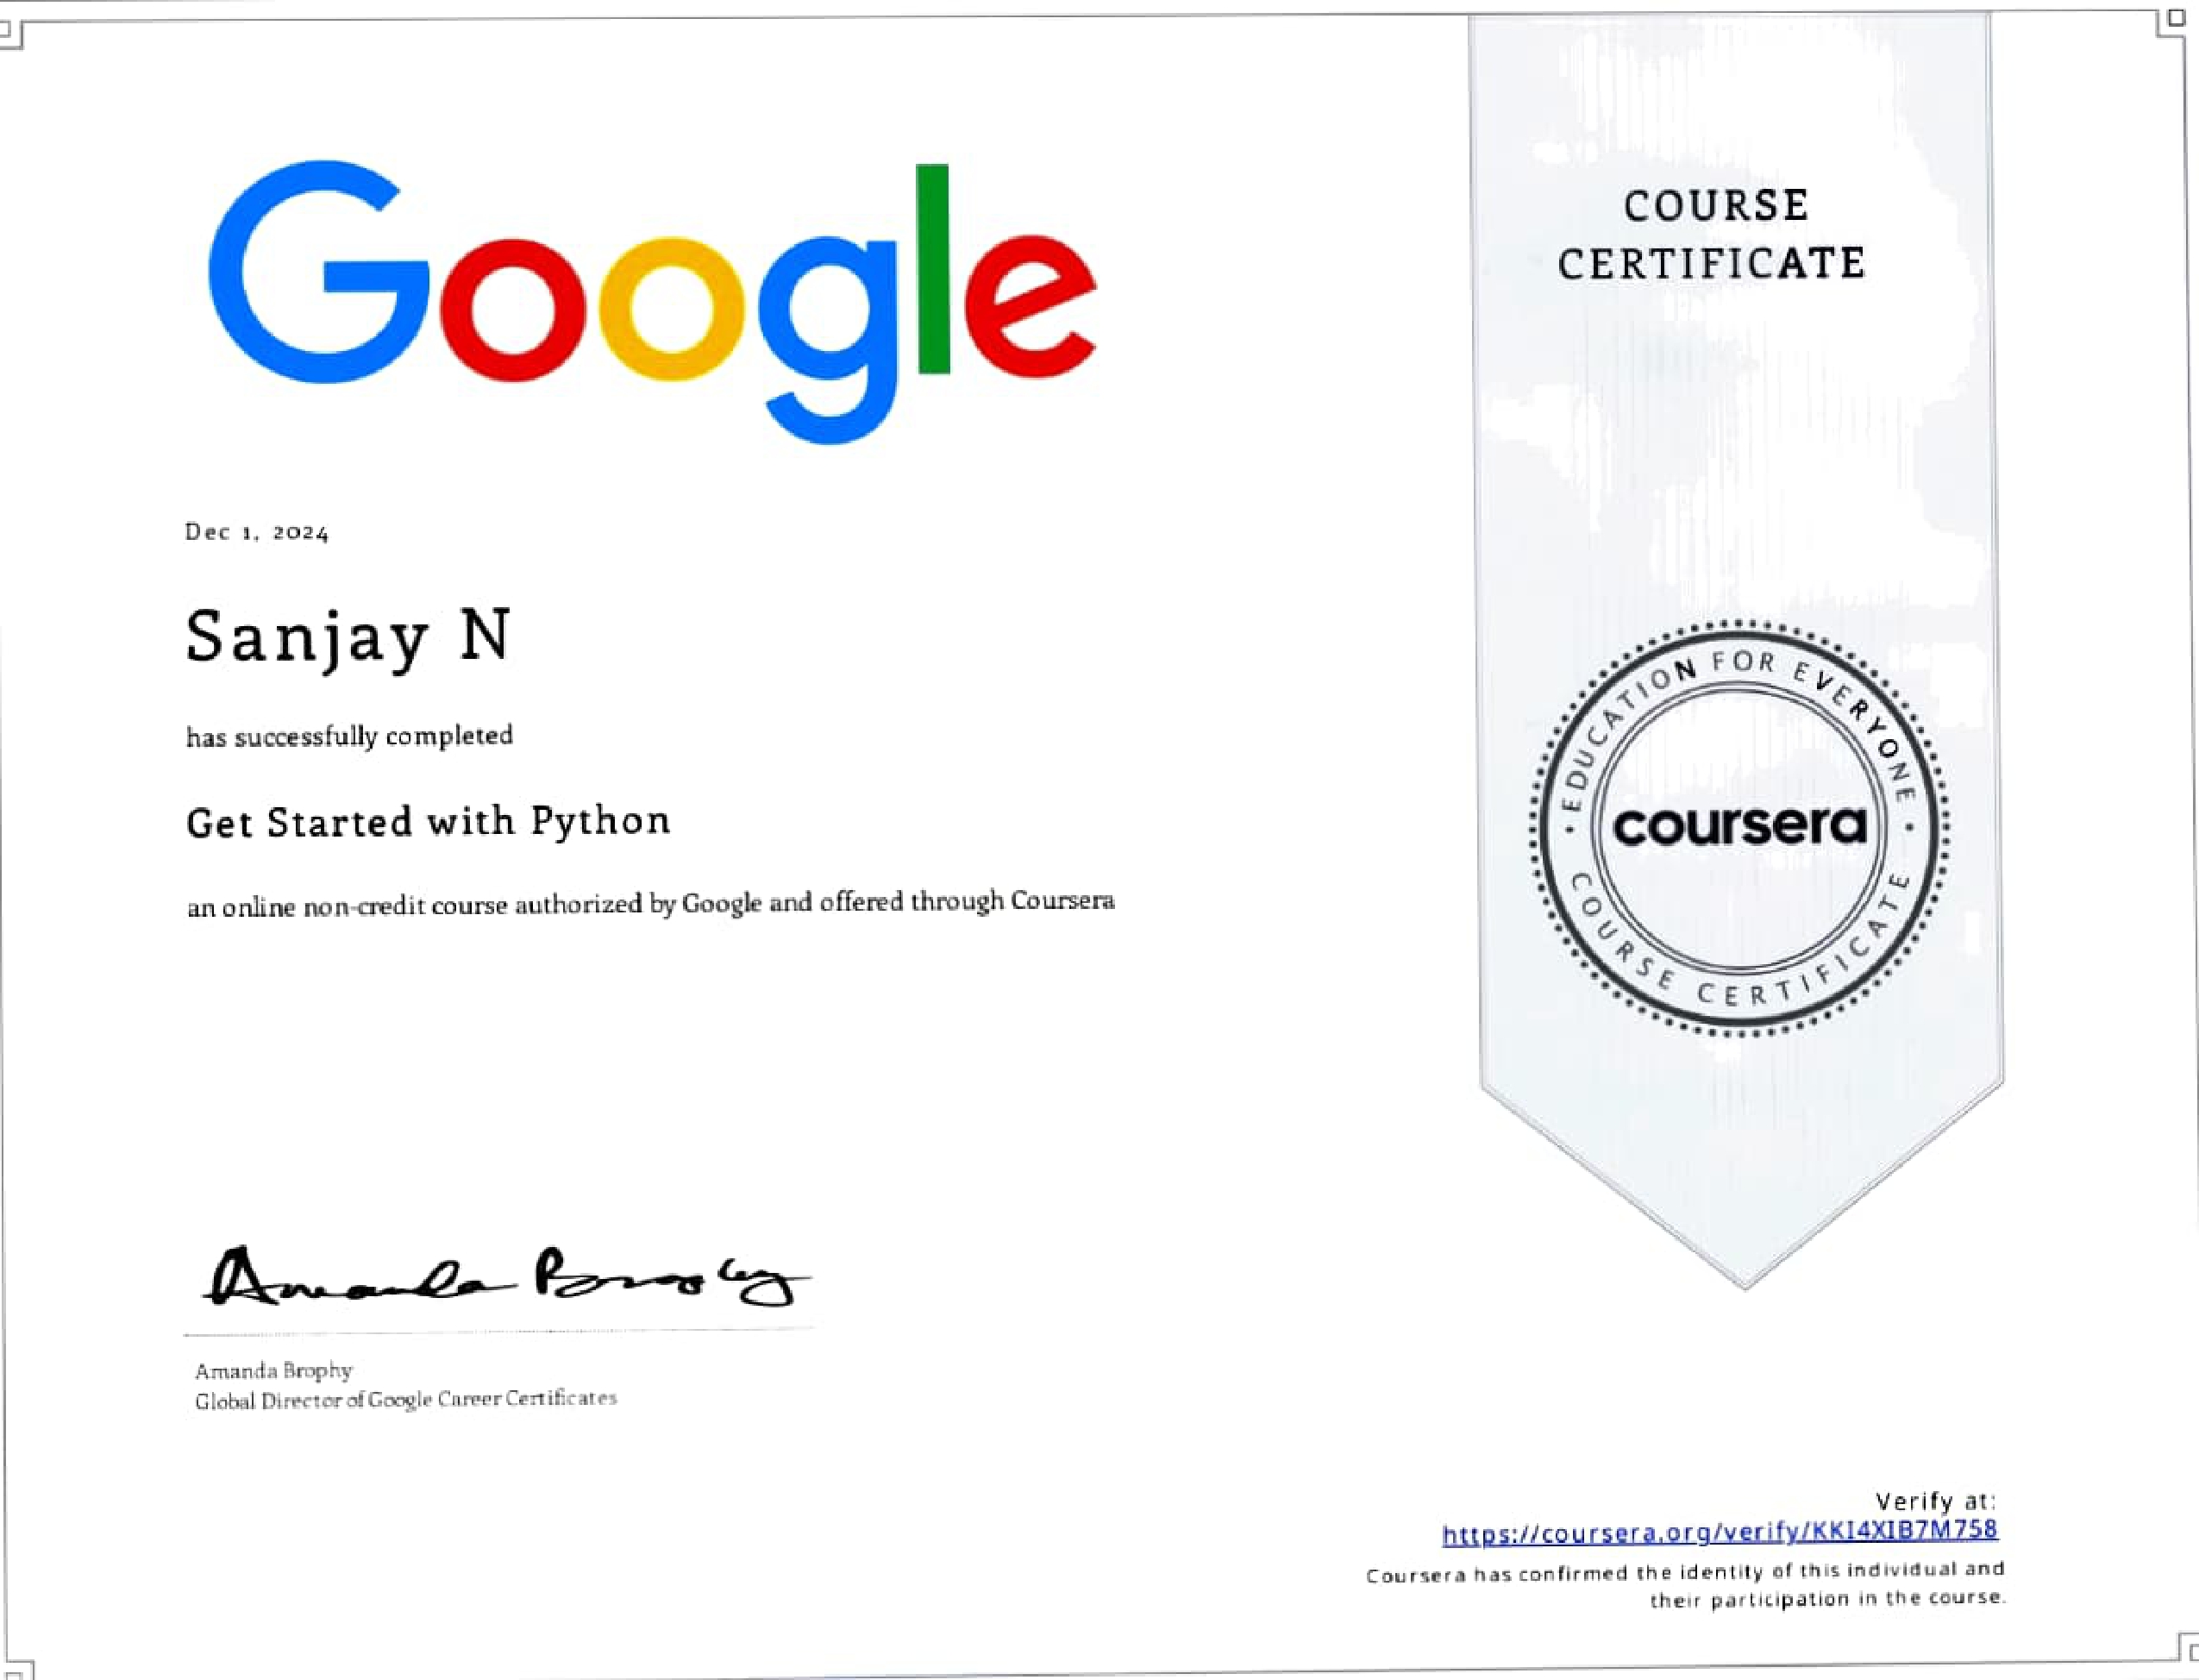 Google
COURSE
CERTIFICATE
Dec 1, 2024
Sanjay N
has successfully completed
Get Started with Python
an online non-credit course authorized by Google and offered through Coursera
EDUCATION FOR EVERYONE
coursera
COURSE CERTIFICATE
Amanda Brophy
Amanda Brophy
Global Director of Google Career Certificates
Verify at:
https://coursera.org/verify/KKI4XIB7M758
Coursera has confirmed the identity of this individual and
their participation in the course.